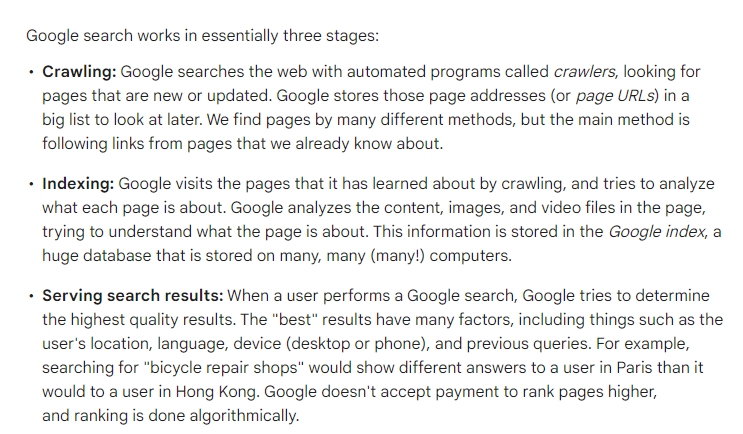 Google search works in essentially three stages:
• Crawling: Google searches the web with automated programs called crawlers, looking for
pages that are new or updated. Google stores those page addresses (or page URLs) in a
big list to look at later. We find pages by many different methods, but the main method is
following links from pages that we already know about.
• Indexing: Google visits the pages that it has learned about by crawling, and tries to analyze
what each page is about. Google analyzes the content, images, and video files in the page,
trying to understand what the page is about. This information is stored in the Google index, a
huge database that is stored on many, many (many!) computers.
• Serving search results: When a user performs a Google search, Google tries to determine
the highest quality results. The "best" results have many factors, including things such as the
user's location, language, device (desktop or phone), and previous queries. For example,
searching for "bicycle repair shops" would show different answers to a user in Paris than it
would to a user in Hong Kong. Google doesn't accept payment to rank pages higher,
and ranking is done algorithmically.